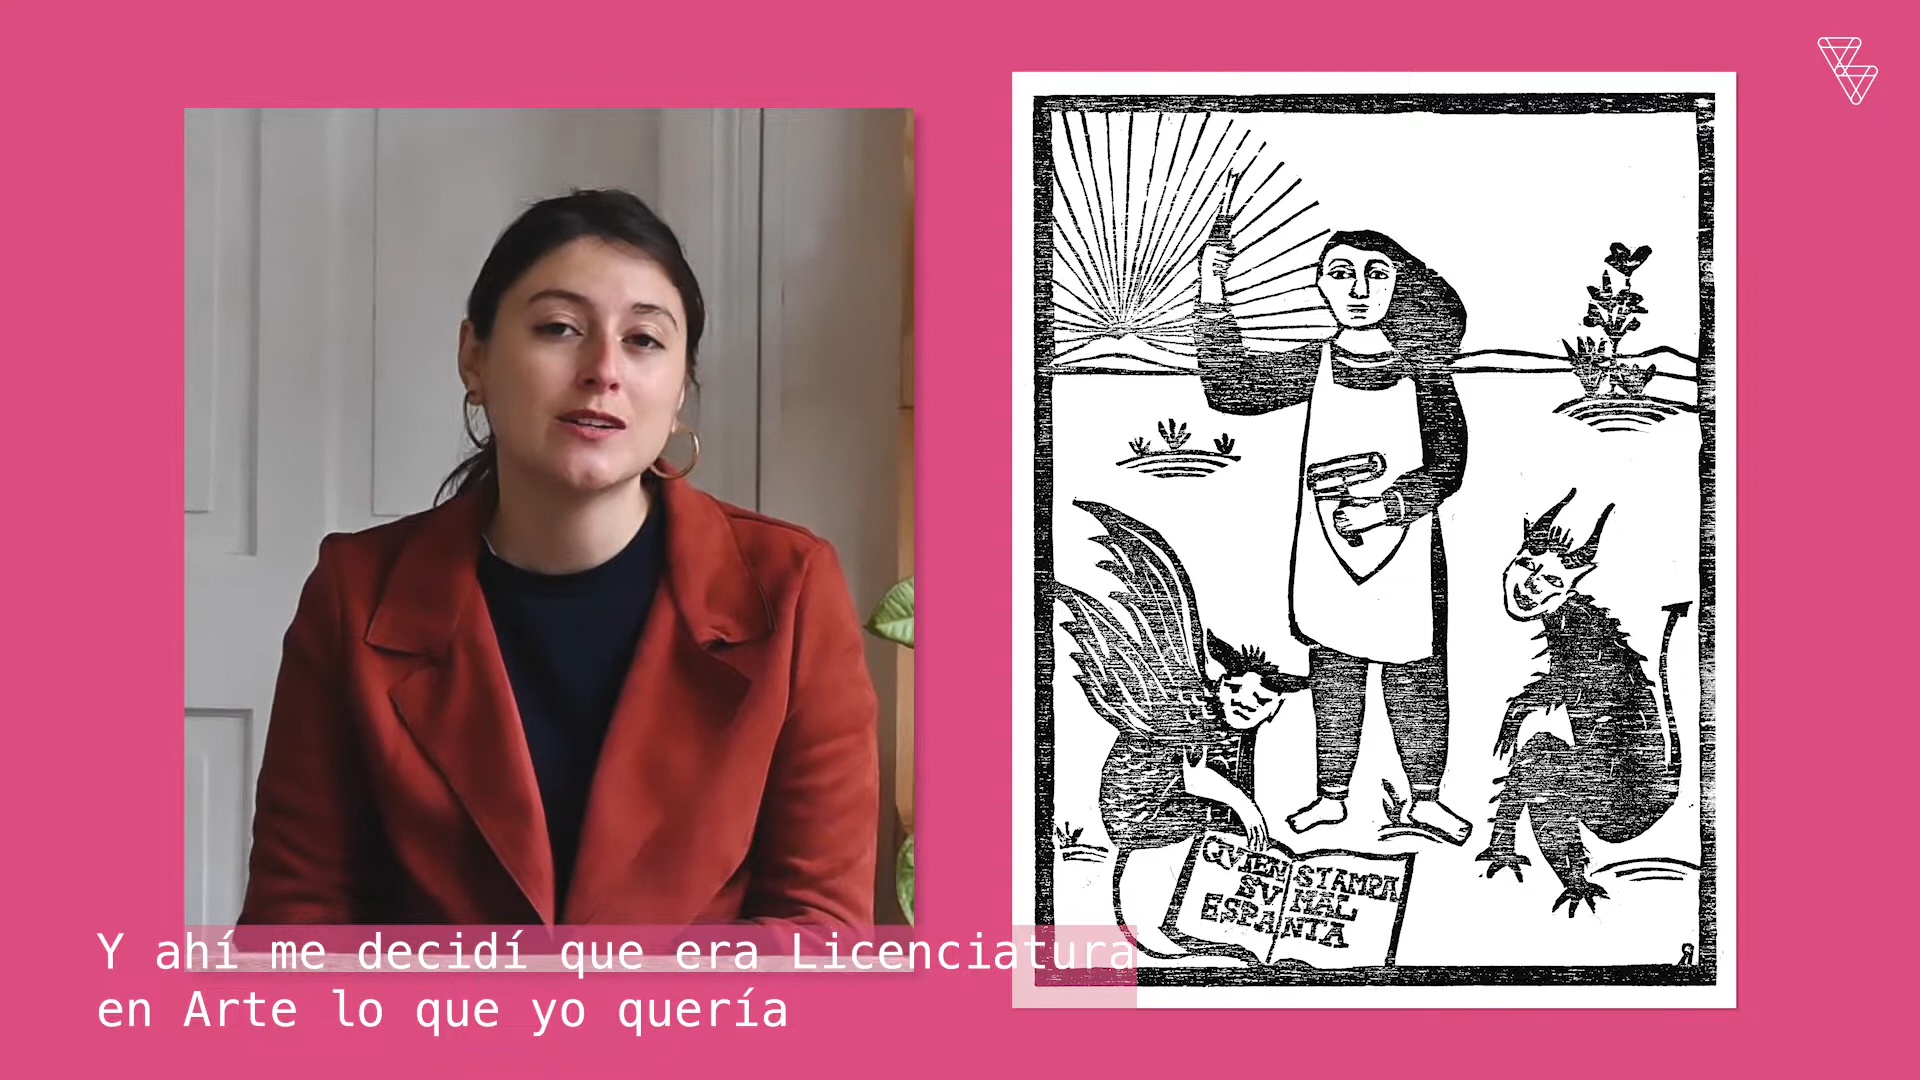 QVIEN STAMPA
SV MAL
ESPANTA
Y ahí me decidí que era Licenciatura
en Arte lo que yo quería